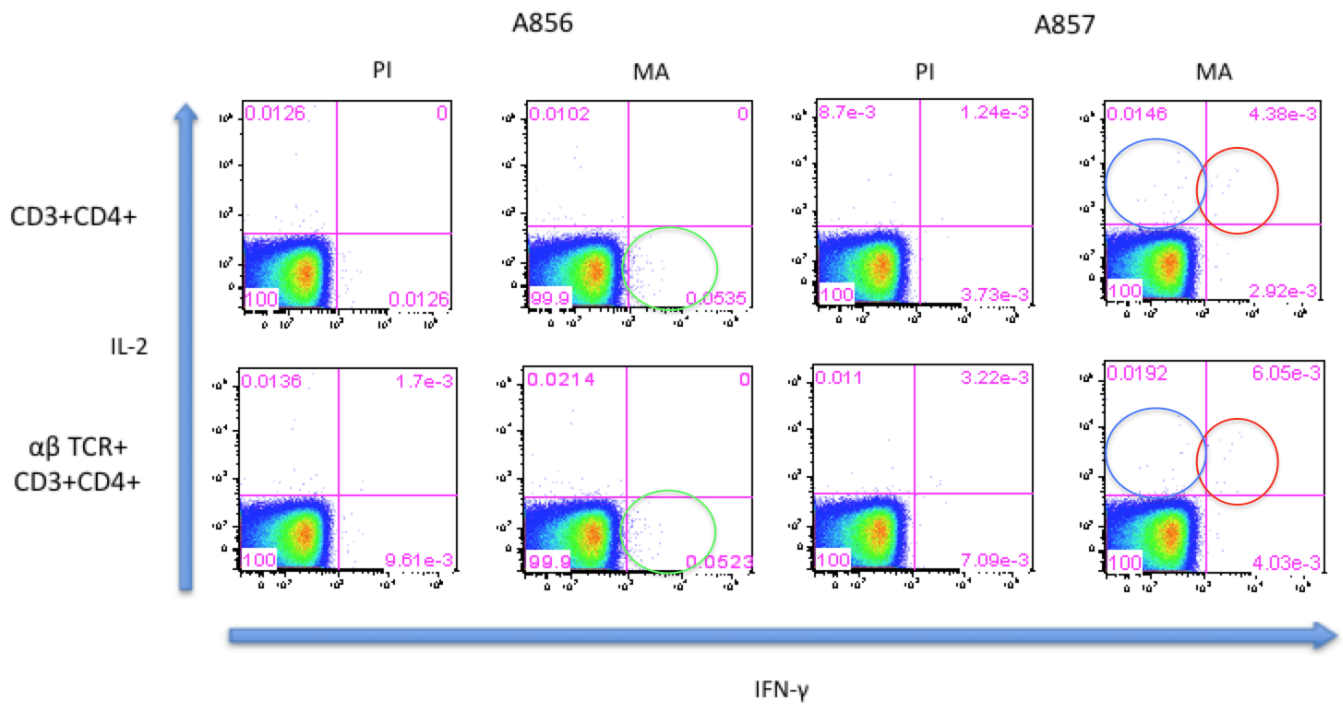 A856 A857
PI MA PI MA
0.0126 0 0.0102 0 8.7e-3 1.24e-3 0.0146 4.38e-3
CD3+CD4+
100 0.0126 99.9 0.0535 100 3.73e-3 100 2.92e-3
IL-2
0.0136 1.7e-3 0.0214 0 0.011 3.22e-3 0.0192 6.05e-3
αβ TCR+
CD3+CD4+
100 9.61e-3 99.9 0.0523 100 7.09e-3 100 4.03e-3
IFN-γ